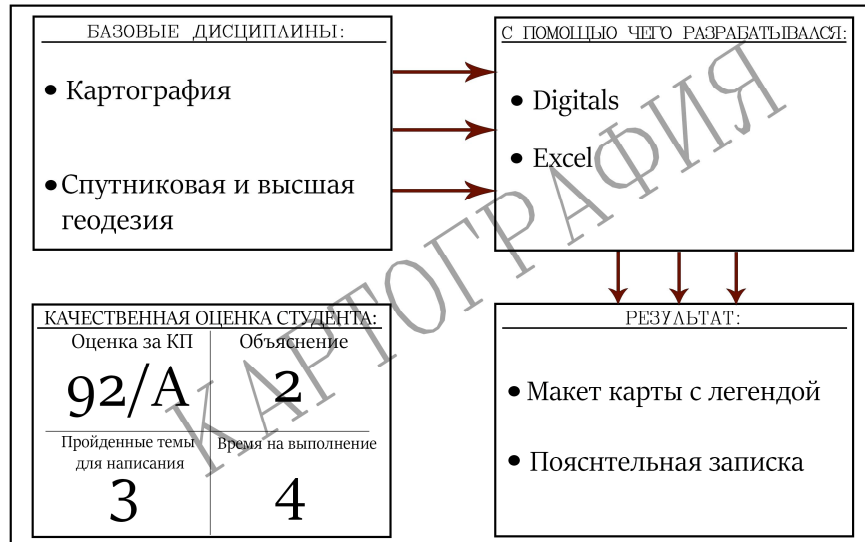 БАЗОВЫЕ ДИСЦИПЛИНЫ:
• Картография
• Спутниковая и высшая
геодезия
С ПОМОЩЬЮ ЧЕГО РАЗРАБАТЫВАЛСЯ:
• Digitals
• Excel
КАРТОГРАФИЯ
КАЧЕСТВЕННАЯ ОЦЕНКА СТУДЕНТА:
Оценка за КП
92/A
Объяснение
2
Пройденные темы
для написания
3
Время на выполнение
4
РЕЗУЛЬТАТ:
• Макет карты с легендой
• Пояснтельная записка